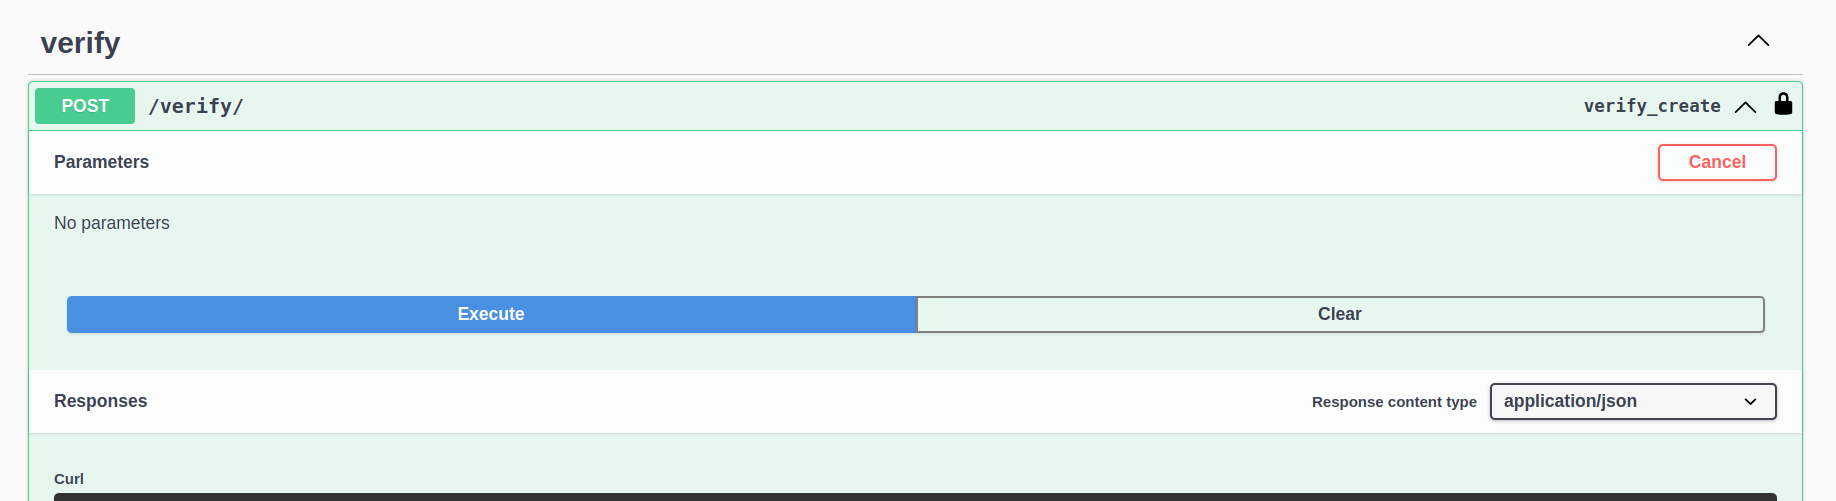 verify
POST /verify/ verify_create
Parameters Cancel
No parameters
Execute Clear
Responses Response content type application/json
Curl